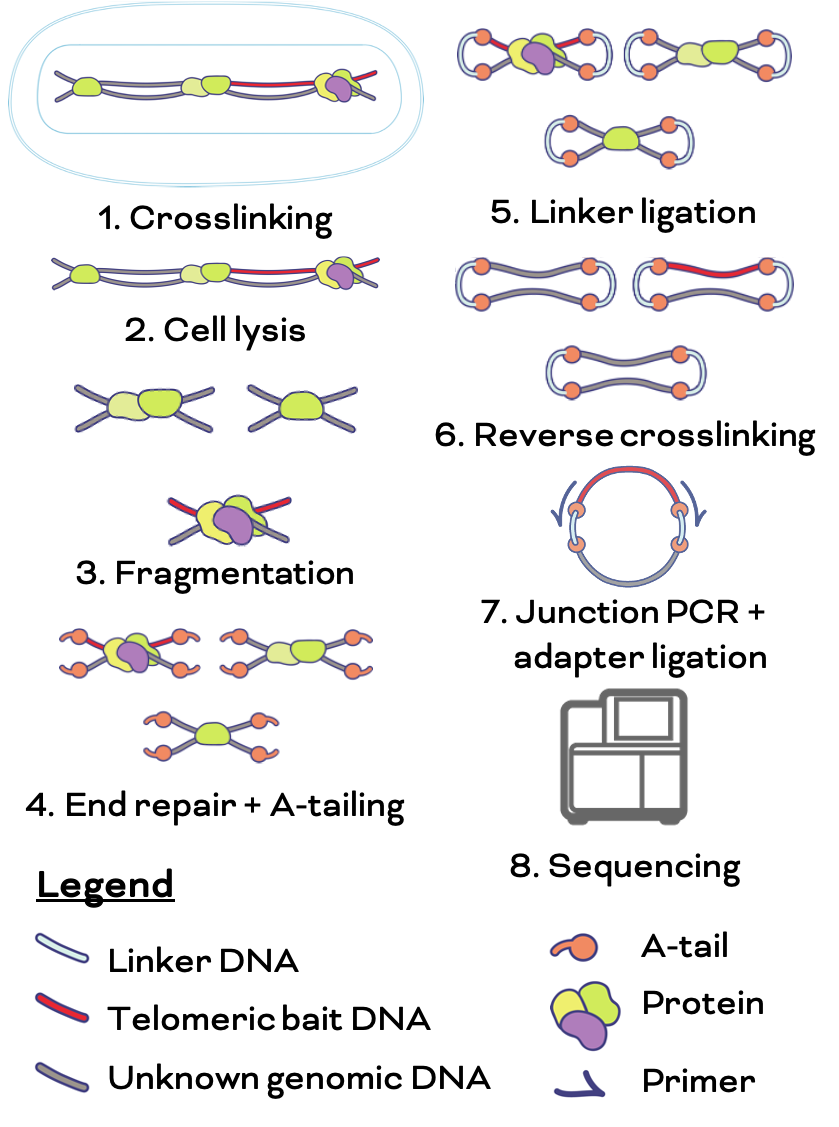 1. Crosslinking
2. Cell lysis
3. Fragmentation
4. End repair + A-tailing
5. Linker ligation
6. Reverse crosslinking
7. Junction PCR +
adapter ligation
8. Sequencing
Legend
Linker DNA
Telomeric bait DNA
Unknown genomic DNA
A-tail
Protein
Primer